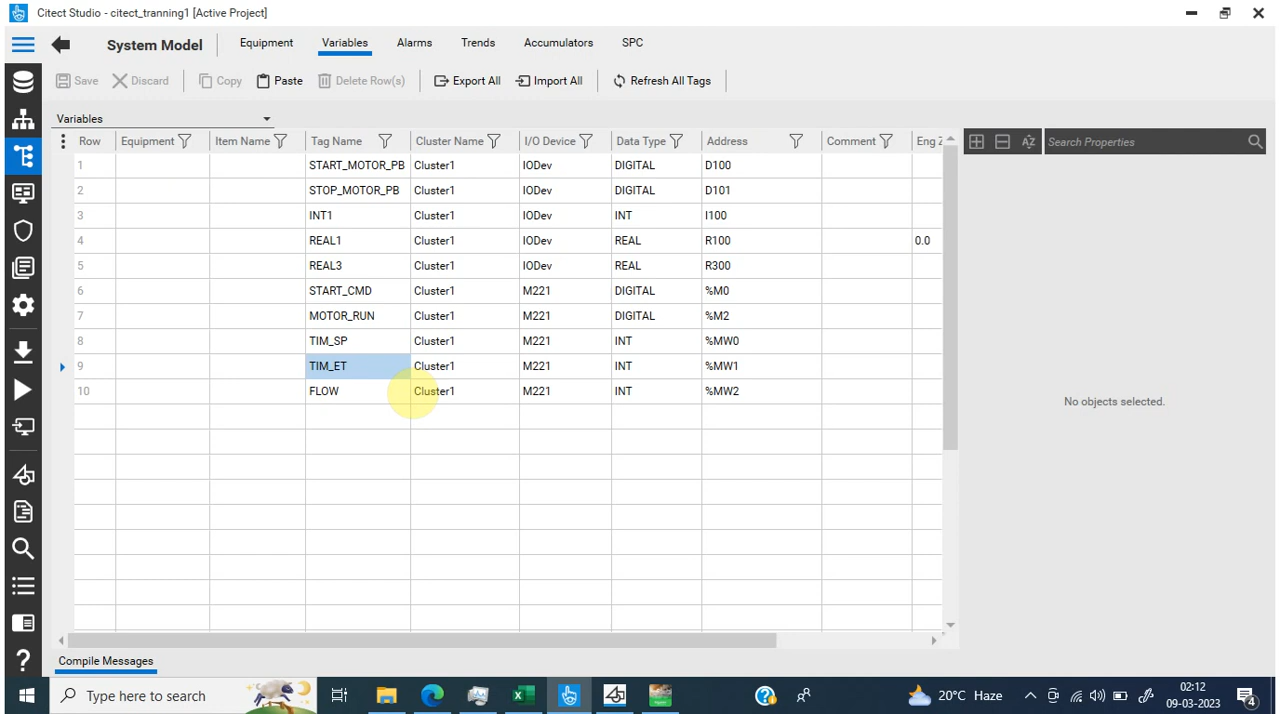 Citect Studio - citect_tranning1 [Active Project]
System Model
Equipment Variables Alarms Trends Accumulators SPC
Save Discard Copy Paste Delete Row(s) Export All Import All Refresh All Tags
Variables
Row Equipment Item Name Tag Name Cluster Name I/O Device Data Type Address Comment Eng Z
1 START_MOTOR_PB Cluster1 IODev DIGITAL D100
2 STOP_MOTOR_PB Cluster1 IODev DIGITAL D101
3 INT1 Cluster1 IODev INT I100
4 REAL1 Cluster1 IODev REAL R100 0.0
5 REAL3 Cluster1 IODev REAL R300
6 START_CMD Cluster1 M221 DIGITAL %M0
7 MOTOR_RUN Cluster1 M221 DIGITAL %M2
8 TIM_SP Cluster1 M221 INT %MW0
9 TIM_ET Cluster1 M221 INT %MW1
10 FLOW Cluster1 M221 INT %MW2
Search Properties
No objects selected.
Compile Messages
Type here to search
20°C Haze
02:12
09-03-2023
4